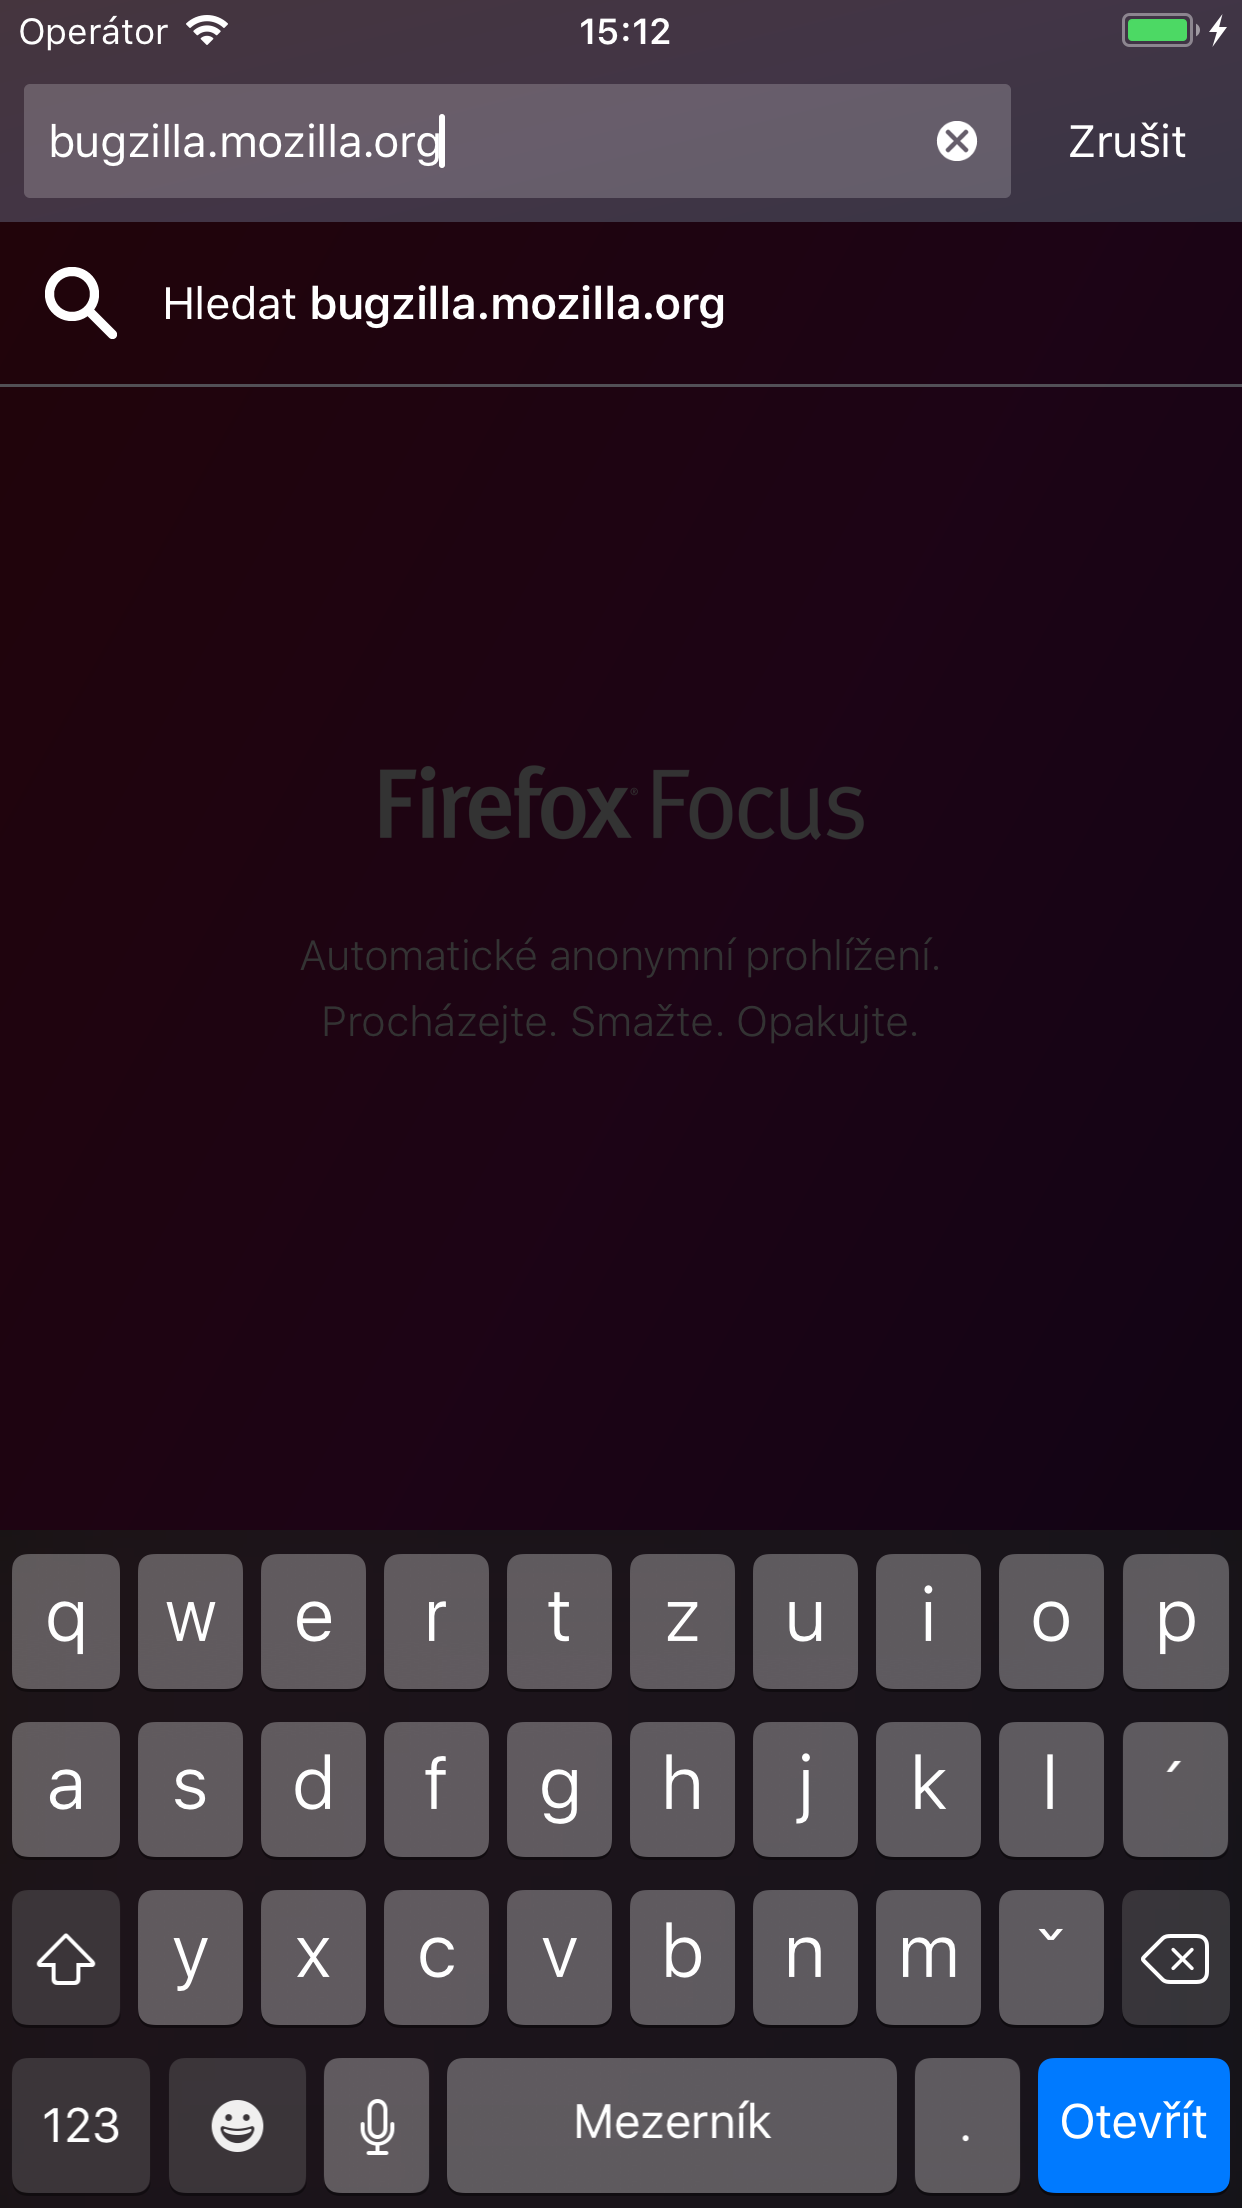 Operátor 15:12
bugzilla.mozilla.org Zrušit
Hledat bugzilla.mozilla.org
Firefox® Focus
Automatické anonymní prohlížení.
Procházejte. Smažte. Opakujte.
q w e r t z u i o p
a s d f g h j k l ´
y x c v b n m ˇ
123 Mezerník . Otevřít